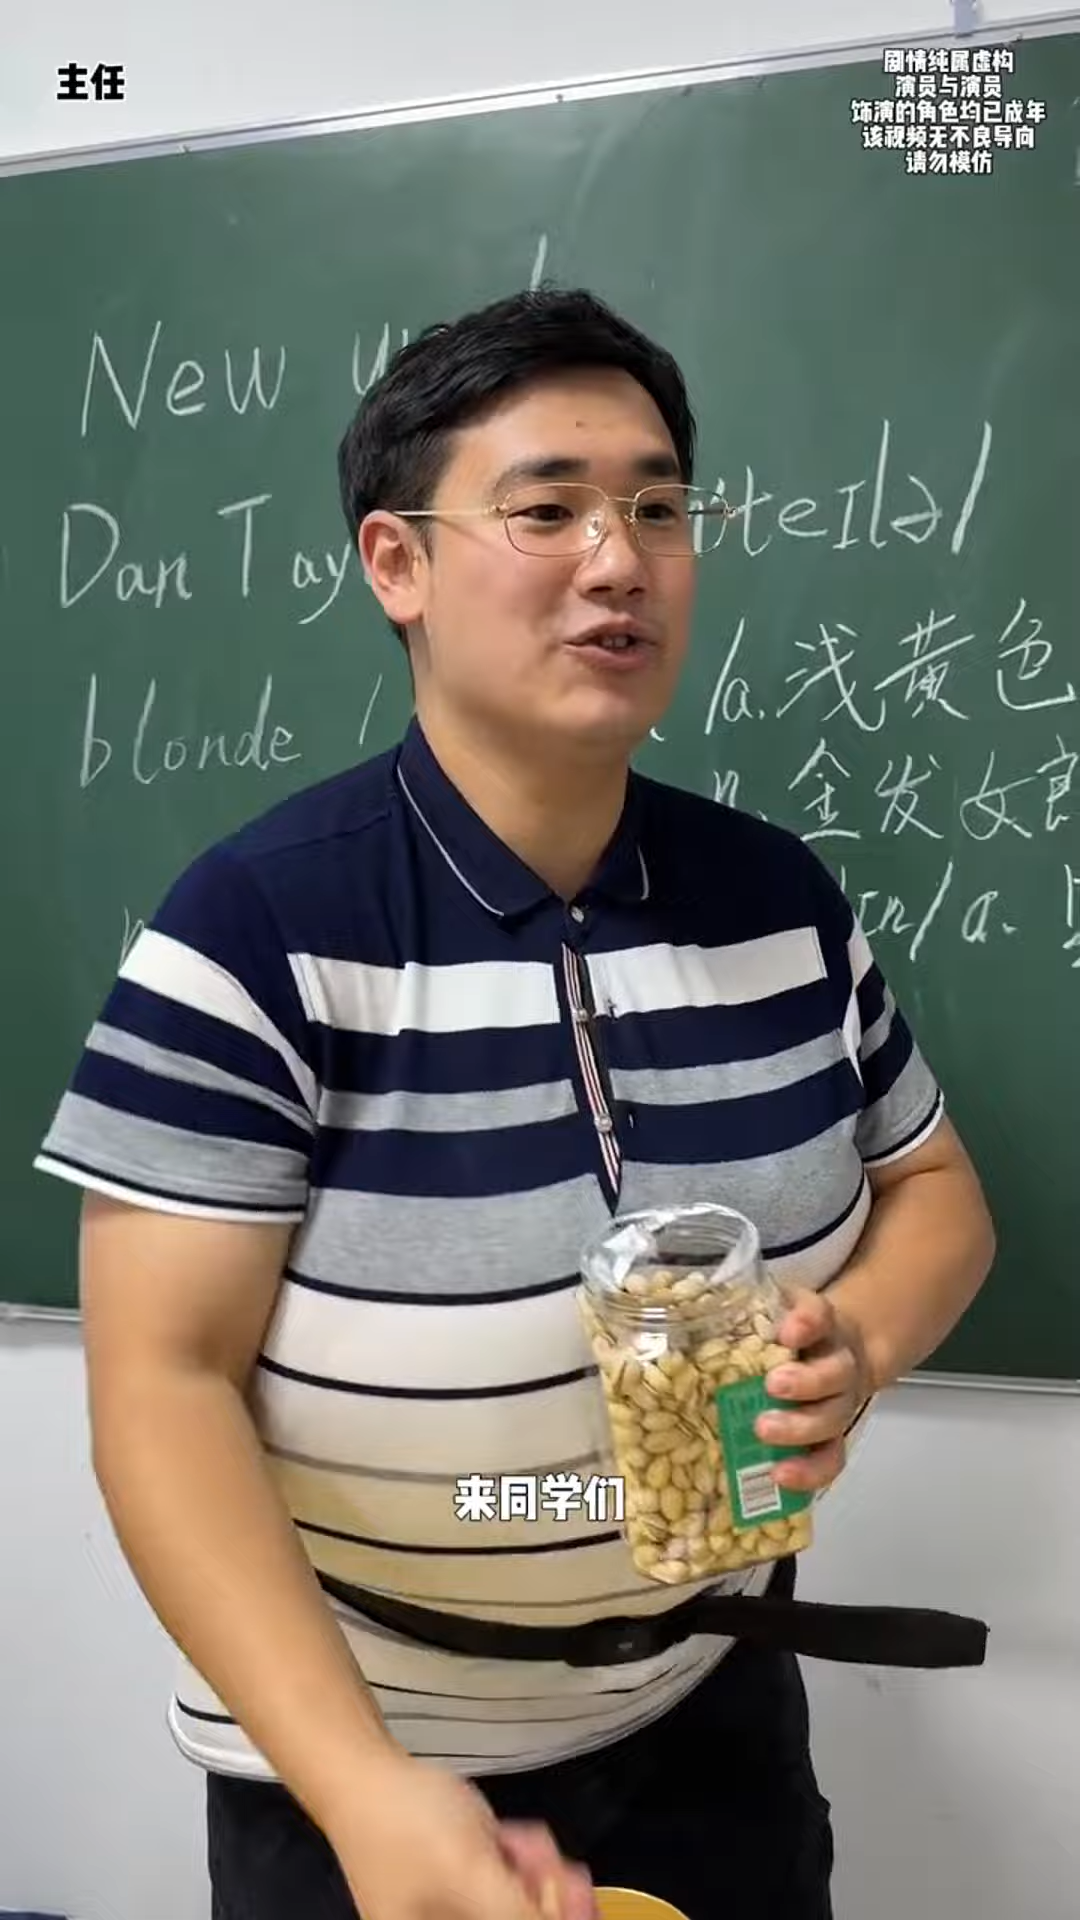 主任
剧情纯属虚构
演员与演员
饰演的角色均已成年
该视频无不良导向
请勿模仿
New
Dan Tay
blonde / /a.浅黄色
n.金发女郎
/a.
来同学们